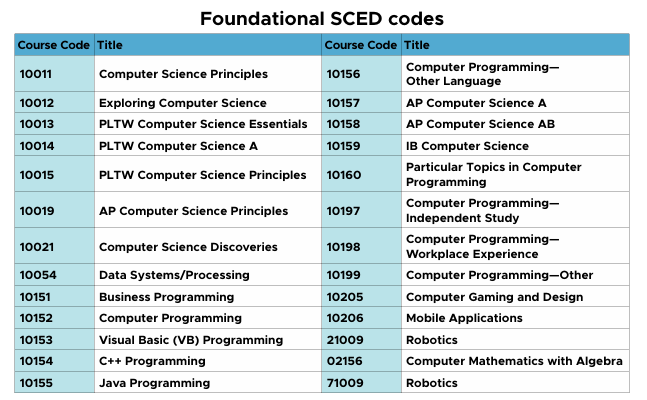 Foundational SCED codes
Course Code Title Course Code Title
10011 Computer Science Principles 10156 Computer Programming—
Other Language
10012 Exploring Computer Science 10157 AP Computer Science A
10013 PLTW Computer Science Essentials 10158 AP Computer Science AB
10014 PLTW Computer Science A 10159 IB Computer Science
10015 PLTW Computer Science Principles 10160 Particular Topics in Computer
Programming
10019 AP Computer Science Principles 10197 Computer Programming—
Independent Study
10021 Computer Science Discoveries 10198 Computer Programming—
Workplace Experience
10054 Data Systems/Processing 10199 Computer Programming—Other
10151 Business Programming 10205 Computer Gaming and Design
10152 Computer Programming 10206 Mobile Applications
10153 Visual Basic (VB) Programming 21009 Robotics
10154 C++ Programming 02156 Computer Mathematics with Algebra
10155 Java Programming 71009 Robotics